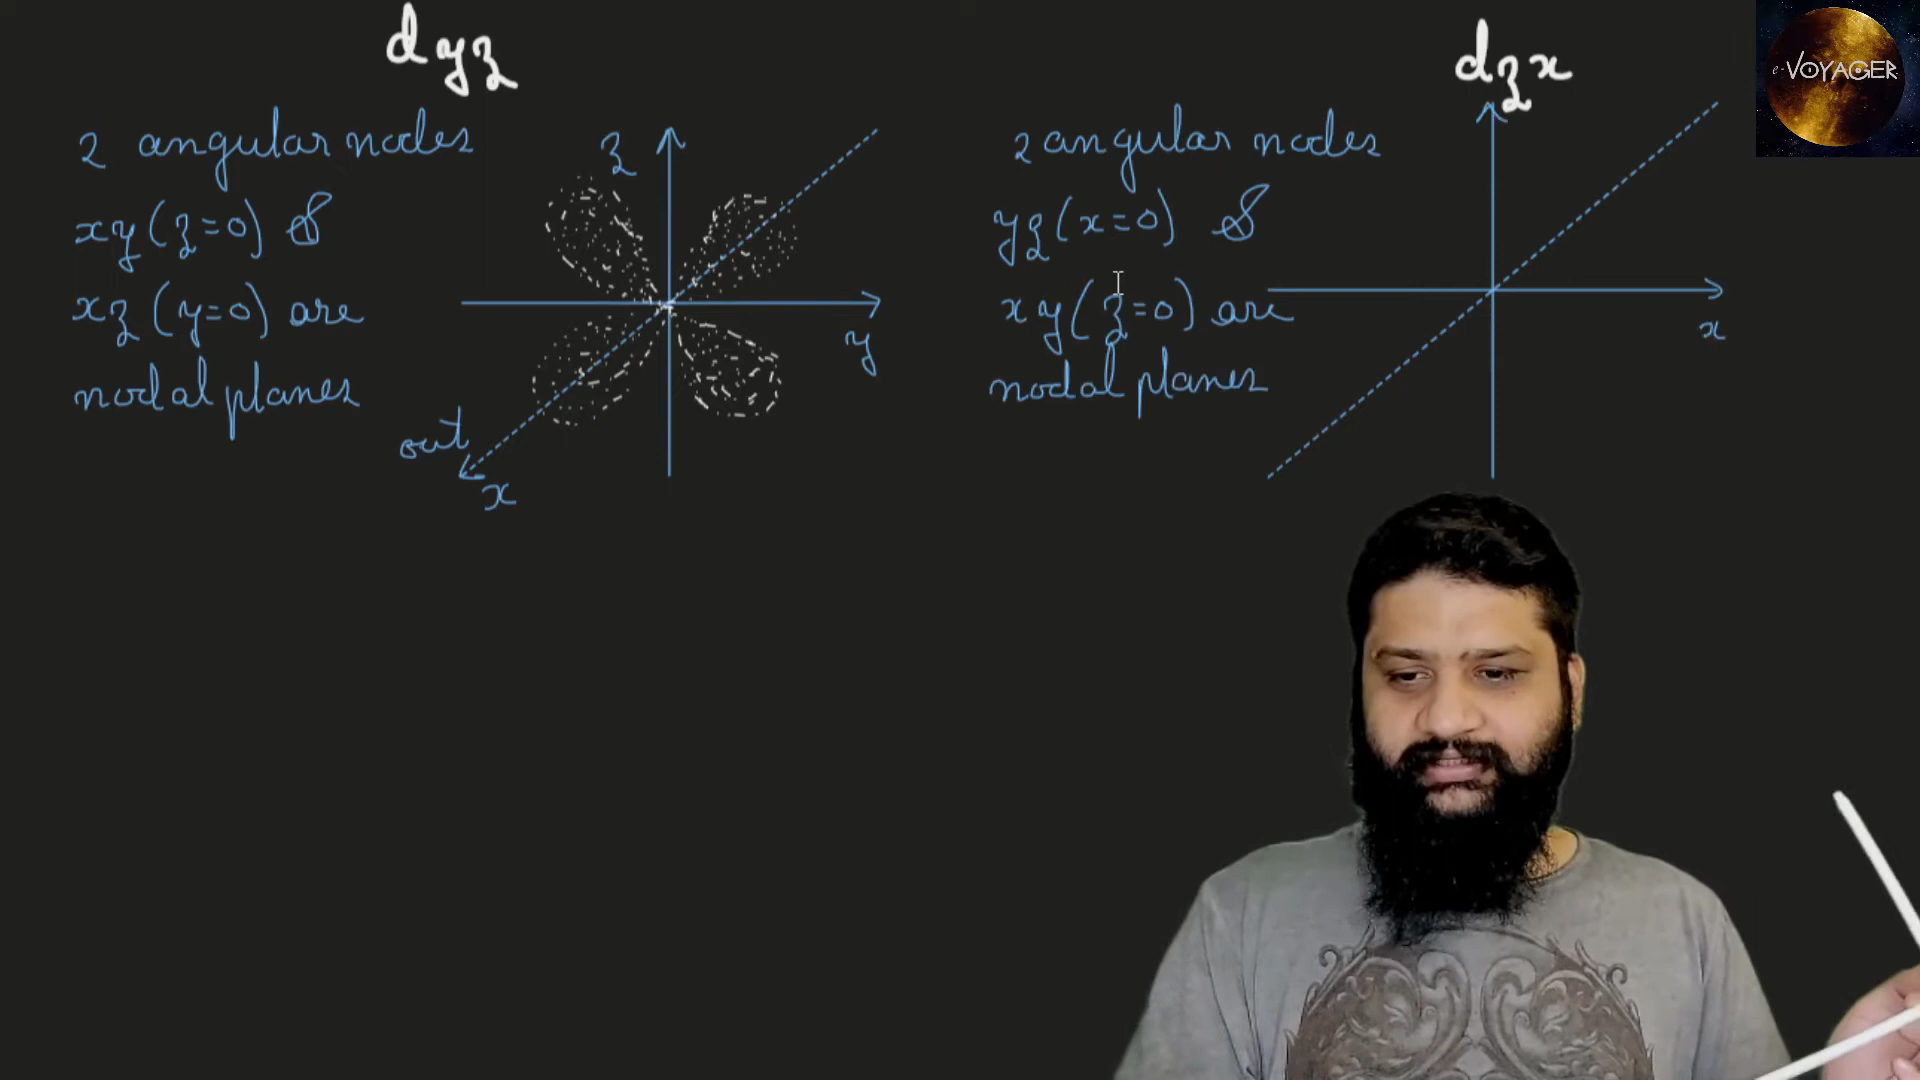 dyz
2 angular nodes
xy (z=0) &
xz (y=0) are
nodal planes
z
y
out
x
dzx
2 angular nodes
yz (x=0) &
xy (z=0) are
nodal planes
x
e-VOYAGER